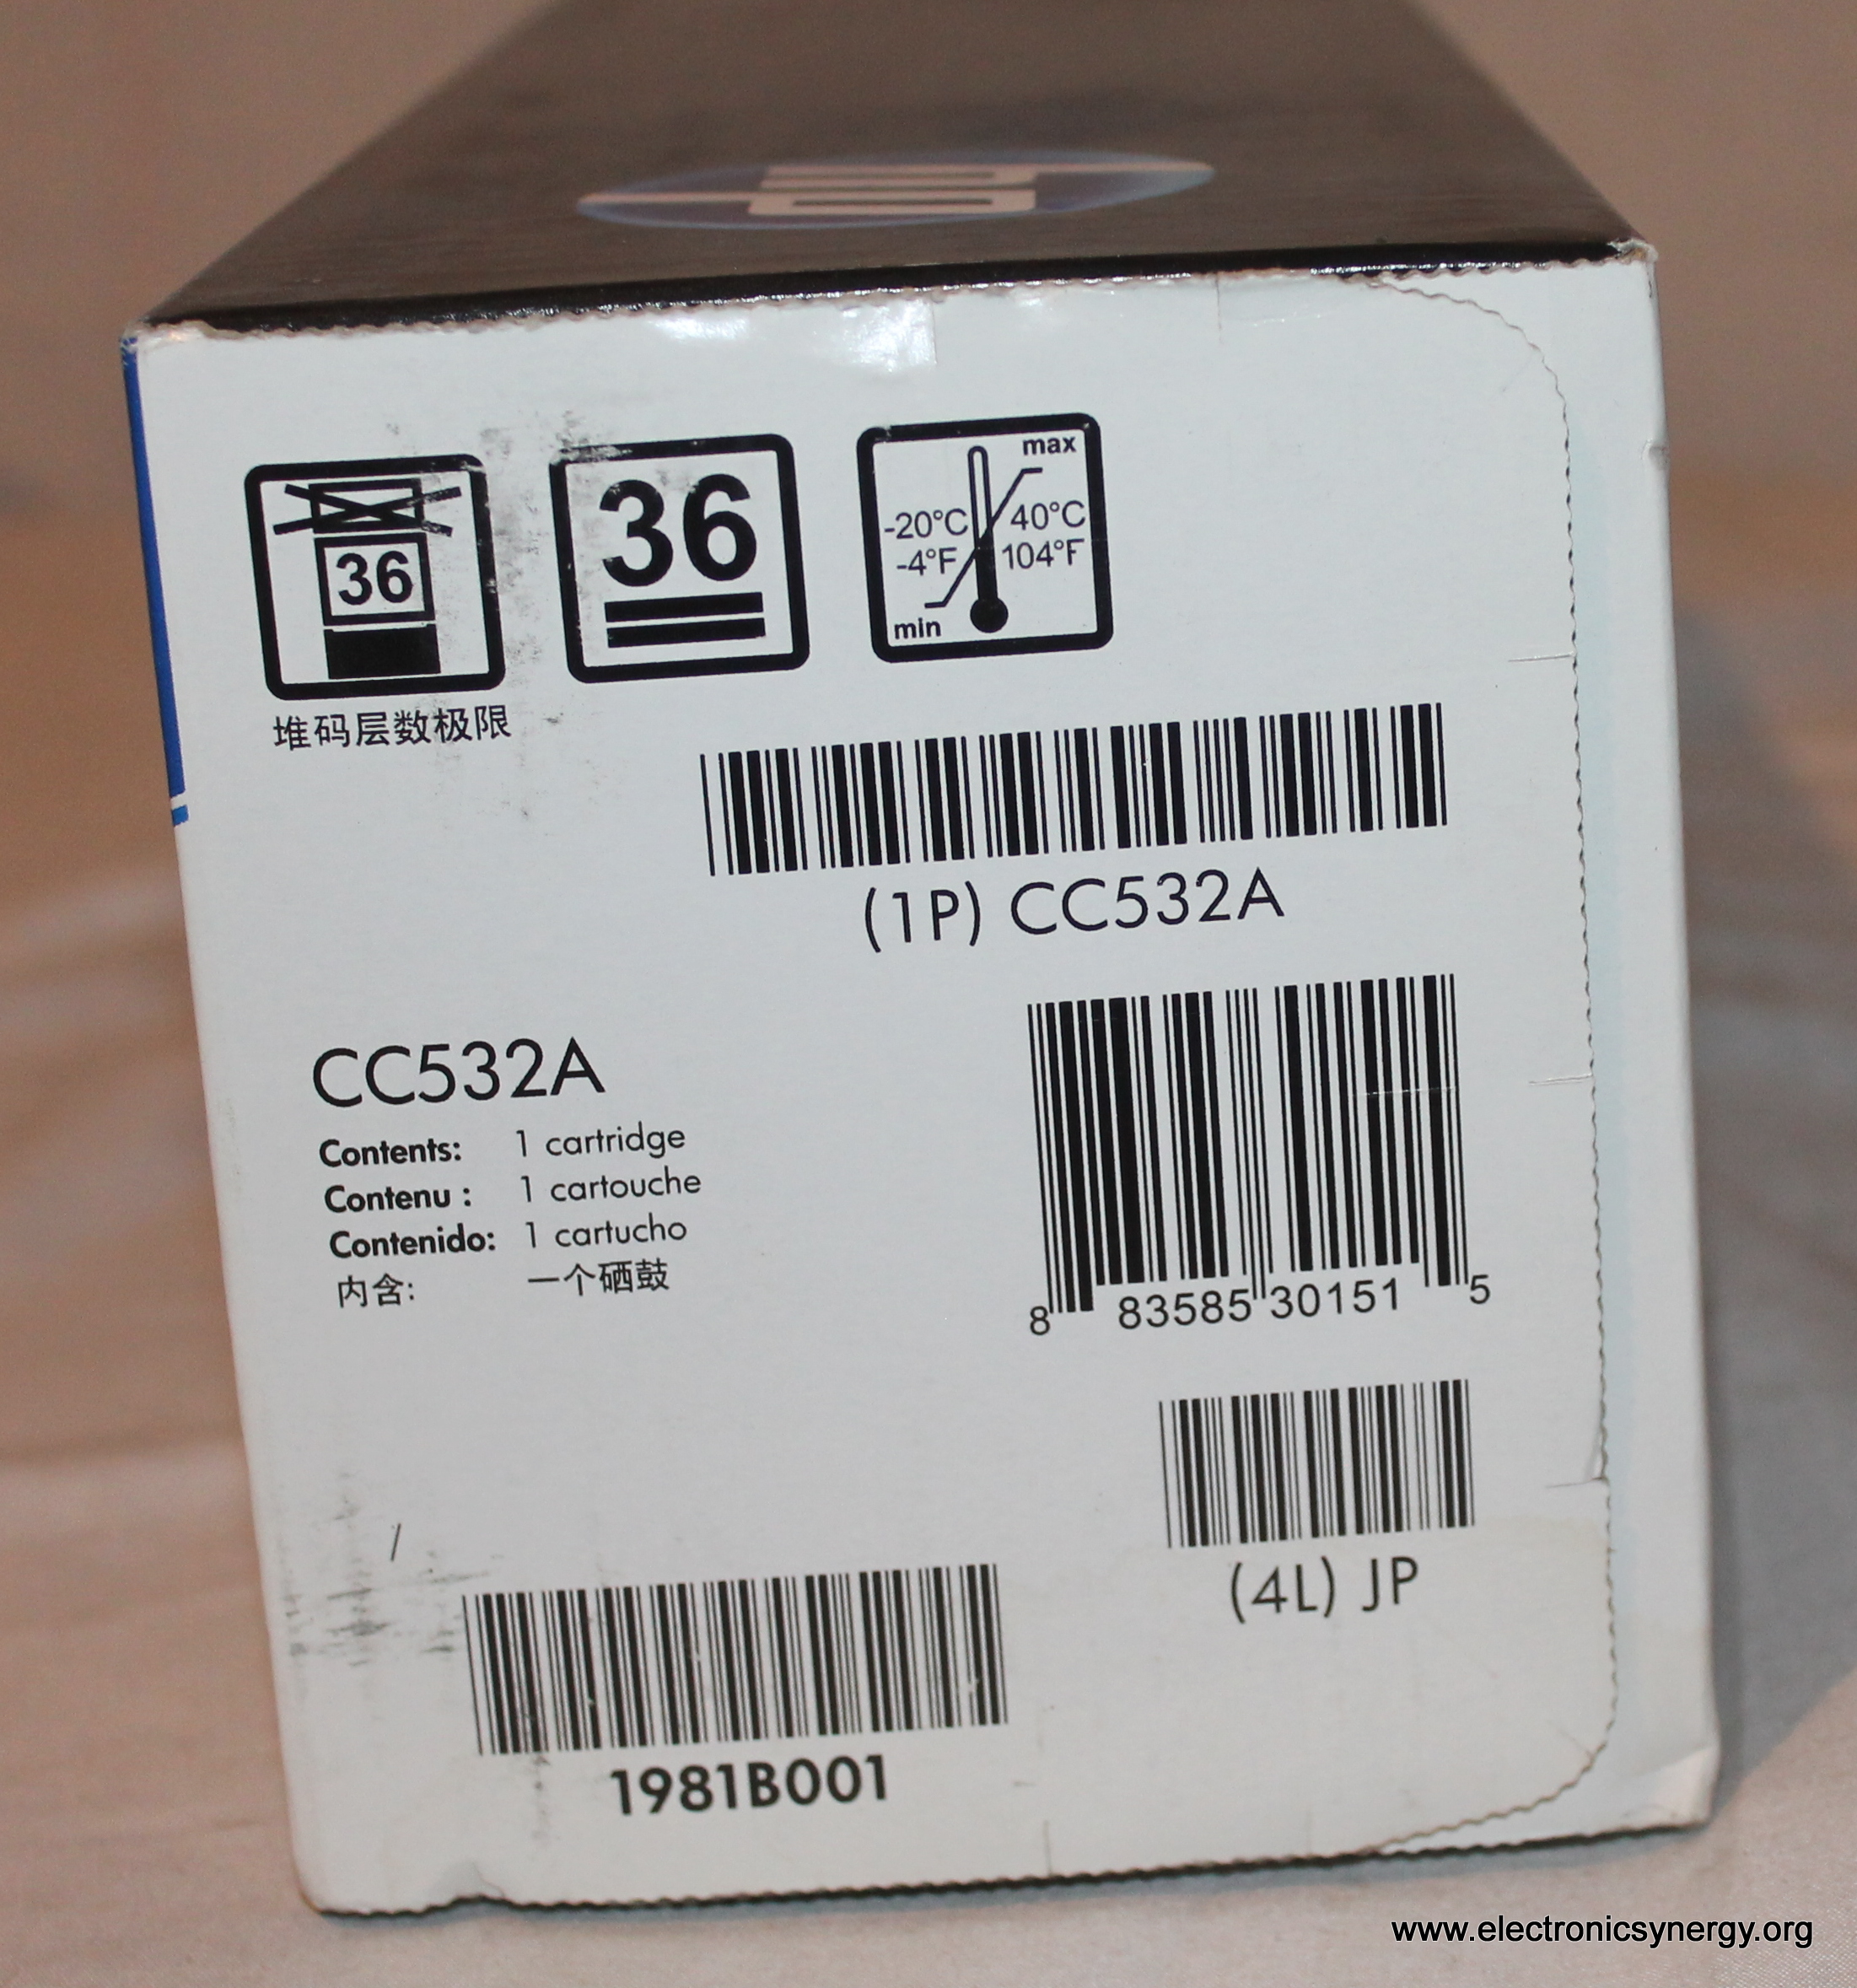 36
36
max
-20°C
40°C
-4°F
104°F
min
堆码层数极限
(1P) CC532A
CC532A
Contents: 1 cartridge
Contenu : 1 cartouche
Contenido: 1 cartucho
内含: 一个硒鼓
8 83585 30151 5
(4L) JP
1981B001
www.electronicsynergy.org